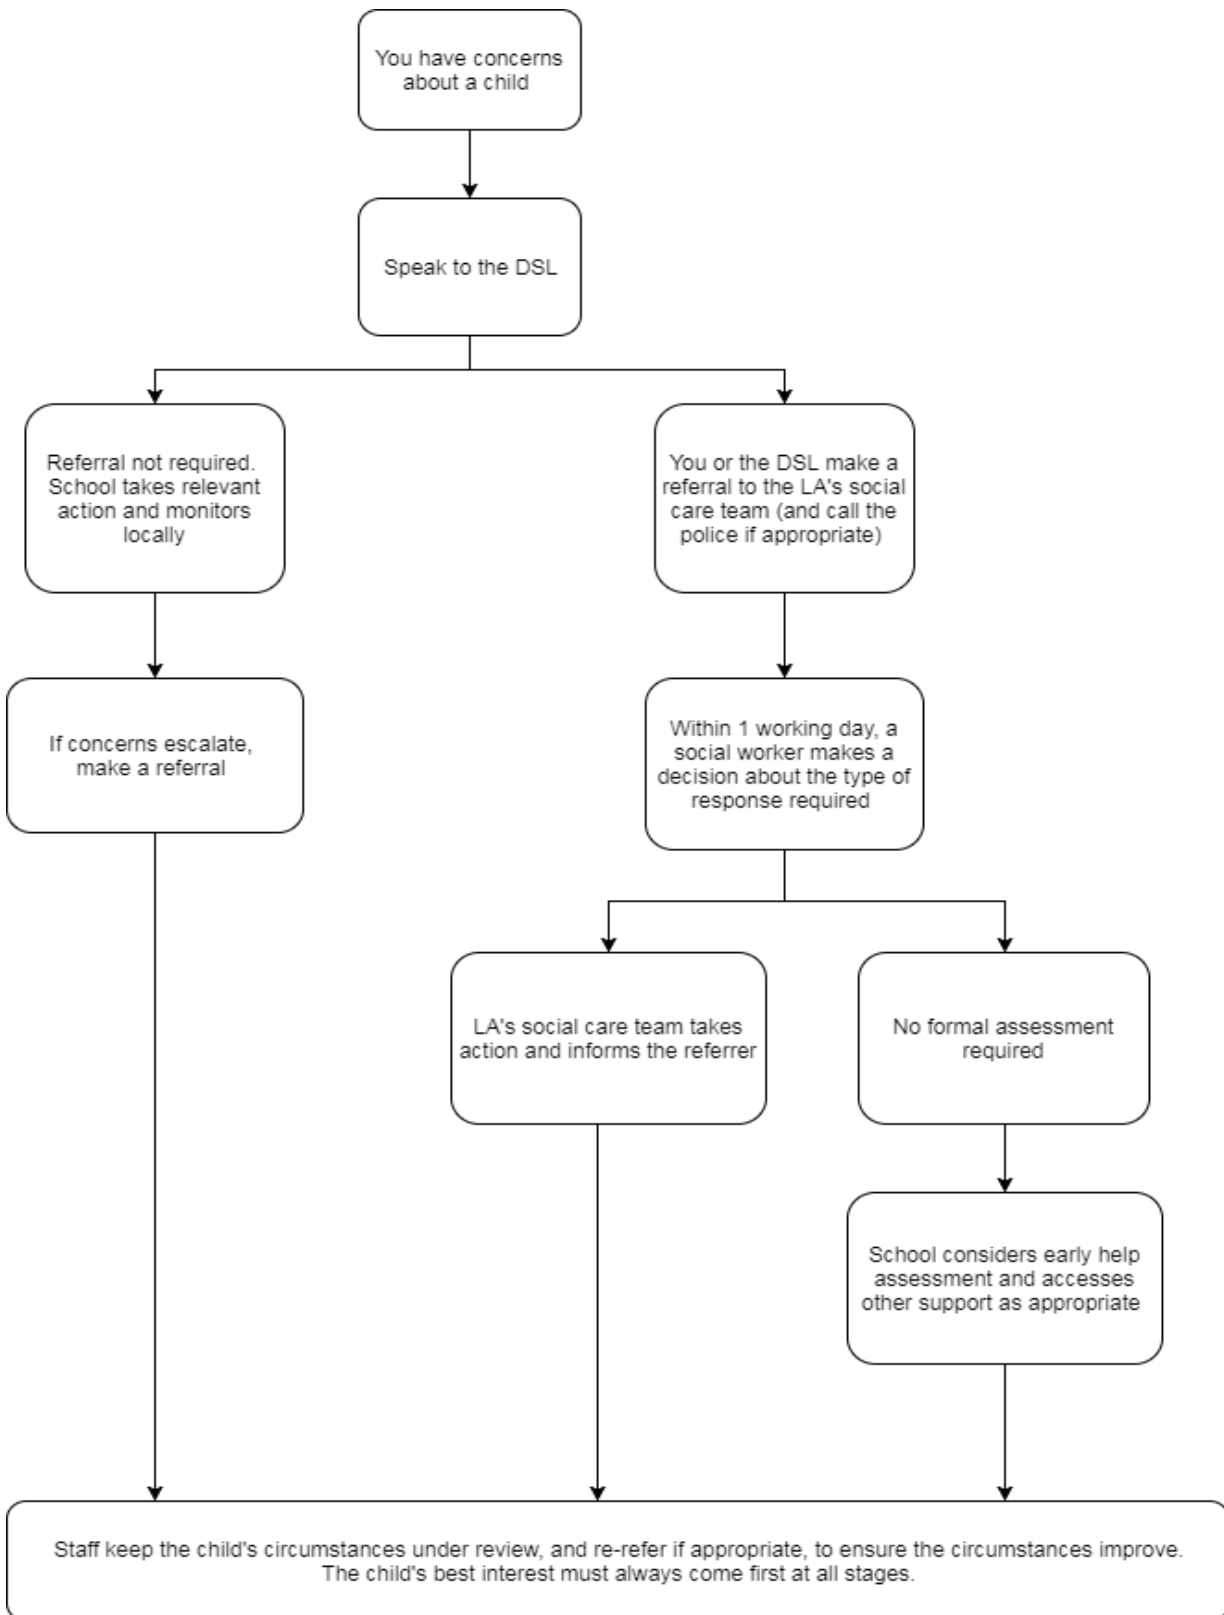 You have concerns
about a child
Speak to the DSL
Referral not required.
School takes relevant
action and monitors
locally
You or the DSL make a
referral to the LA's social
care team (and call the
police if appropriate)
If concerns escalate,
make a referral
Within 1 working day, a
social worker makes a
decision about the type of
response required
LA's social care team takes
action and informs the referrer
No formal assessment
required
School considers early help
assessment and accesses
other support as appropriate
Staff keep the child's circumstances under review, and re-refer if appropriate, to ensure the circumstances improve.
The child's best interest must always come first at all stages.